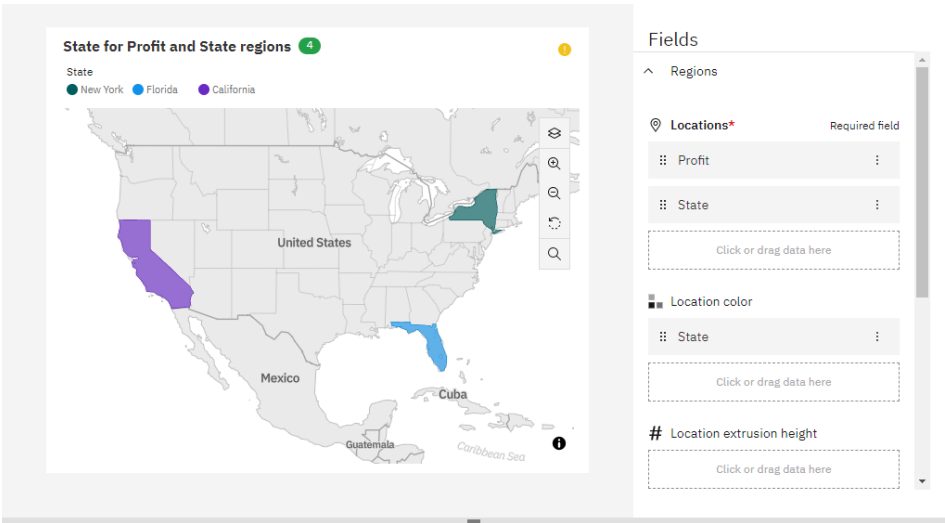 State for Profit and State regions 4
State
New York Florida California
United States
Mexico
Cuba
Guatemala
Caribbean Sea
Fields
Regions
Locations* Required field
Profit
State
Click or drag data here
Location color
State
Click or drag data here
# Location extrusion height
Click or drag data here